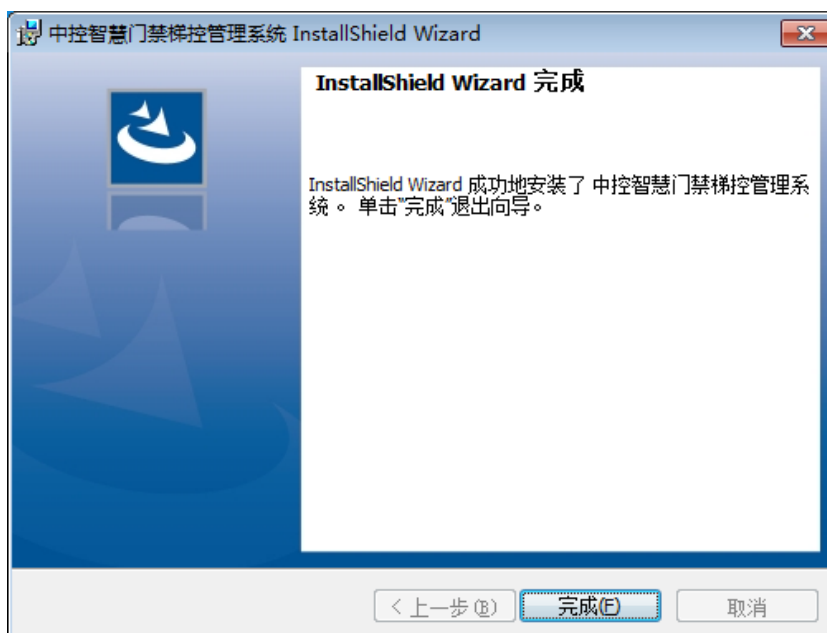 中控智慧门禁梯控管理系统 InstallShield Wizard
InstallShield Wizard 完成
InstallShield Wizard 成功地安装了 中控智慧门禁梯控管理系
统。 单击"完成"退出向导。
< 上一步(B) 完成(F) 取消